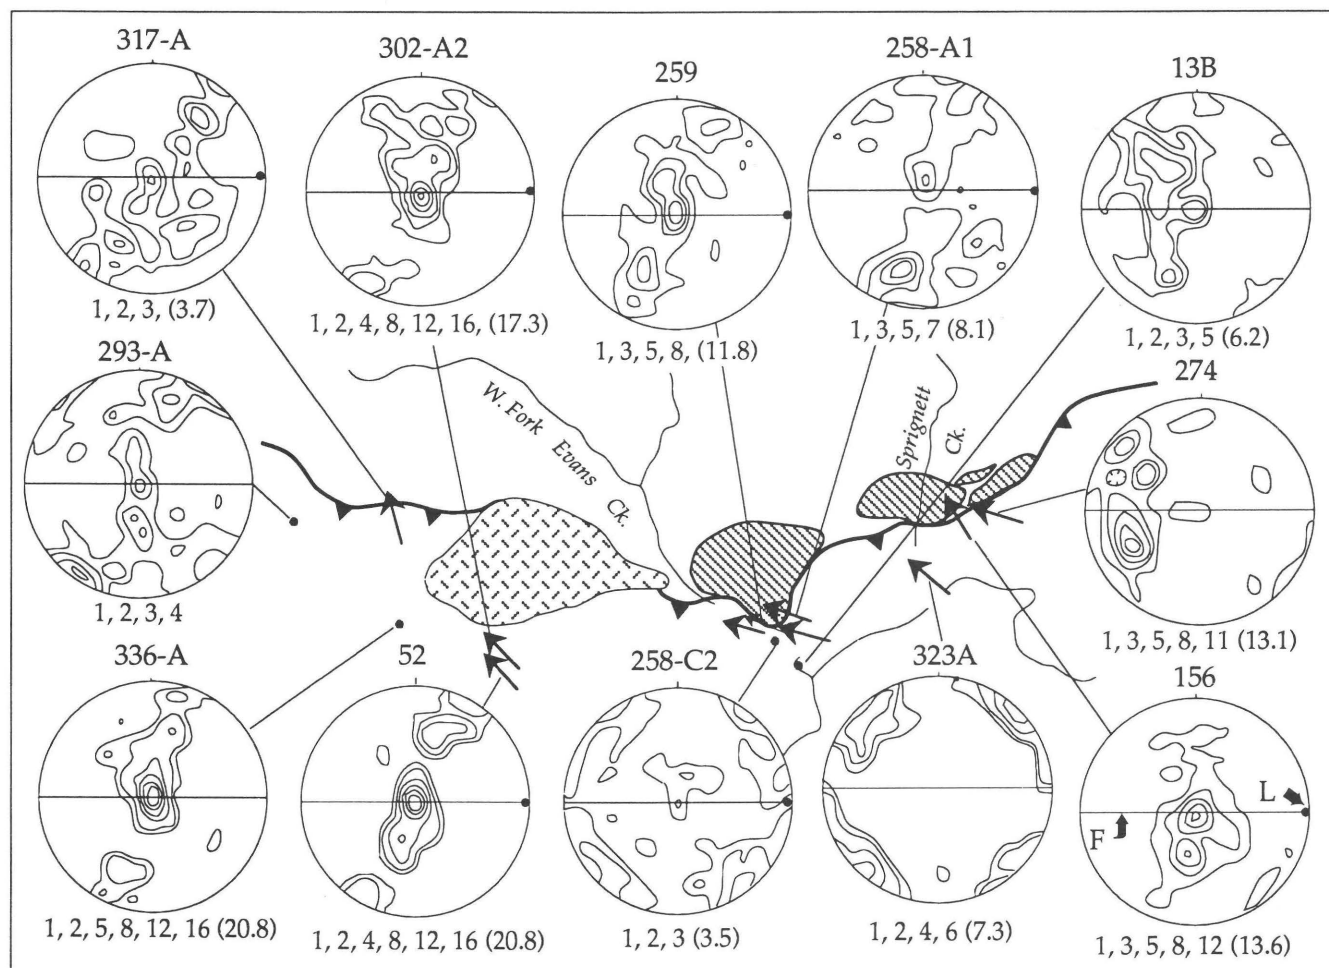 317-A
302-A2
259
258-A1
13B
1, 2, 3, (3.7)
1, 2, 4, 8, 12, 16, (17.3)
1, 3, 5, 8, (11.8)
1, 3, 5, 7 (8.1)
1, 2, 3, 5 (6.2)
293-A
274
W. Fork Evans Ck.
Sprignett Ck.
1, 2, 3, 4
1, 3, 5, 8, 11 (13.1)
336-A
52
258-C2
323A
156
L
F
1, 2, 5, 8, 12, 16 (20.8)
1, 2, 4, 8, 12, 16 (20.8)
1, 2, 3 (3.5)
1, 2, 4, 6 (7.3)
1, 3, 5, 8, 12 (13.6)